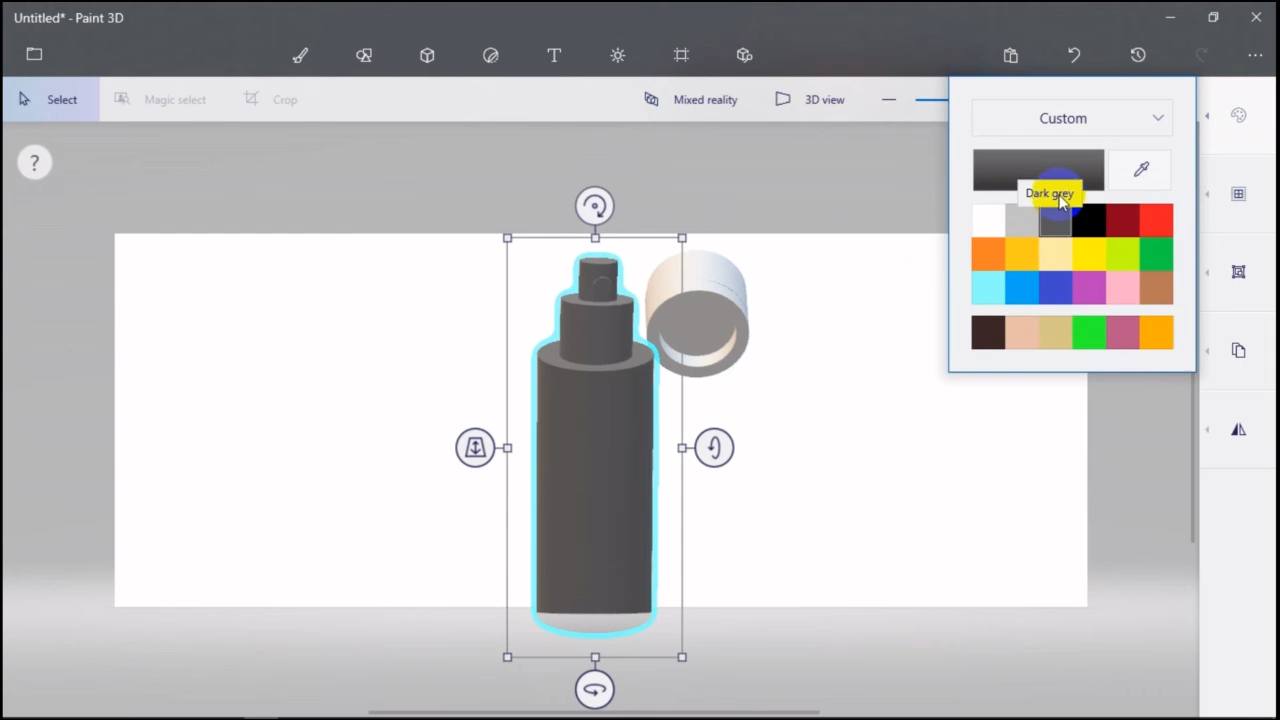 Untitled* - Paint 3D
Select
Magic select
Crop
Mixed reality
3D view
Custom
?
Dark grey